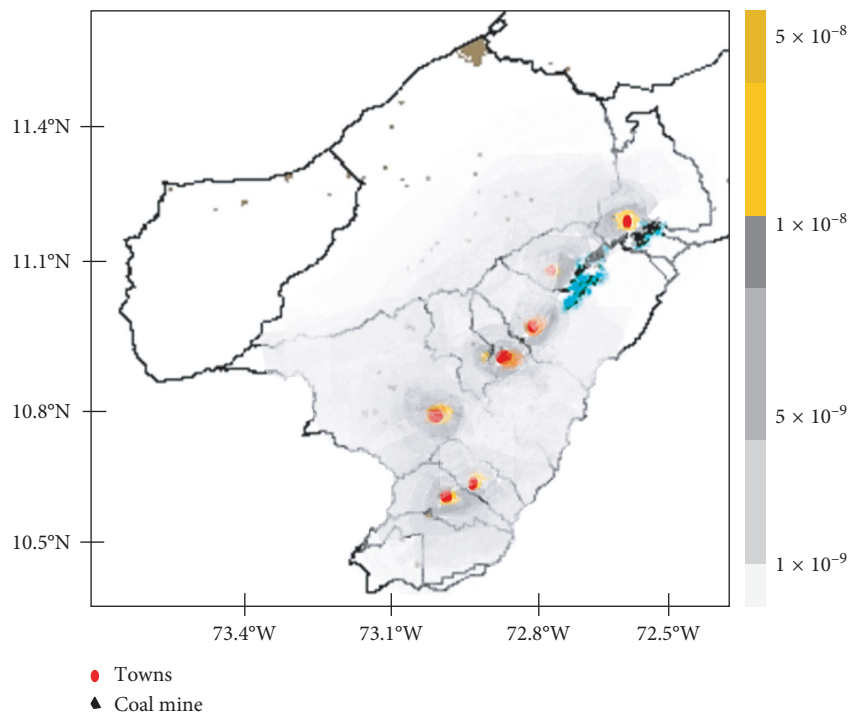 5 × 10⁻⁸
11.4°N
1 × 10⁻⁸
11.1°N
10.8°N
5 × 10⁻⁹
10.5°N
1 × 10⁻⁹
73.4°W 73.1°W 72.8°W 72.5°W
Towns
Coal mine